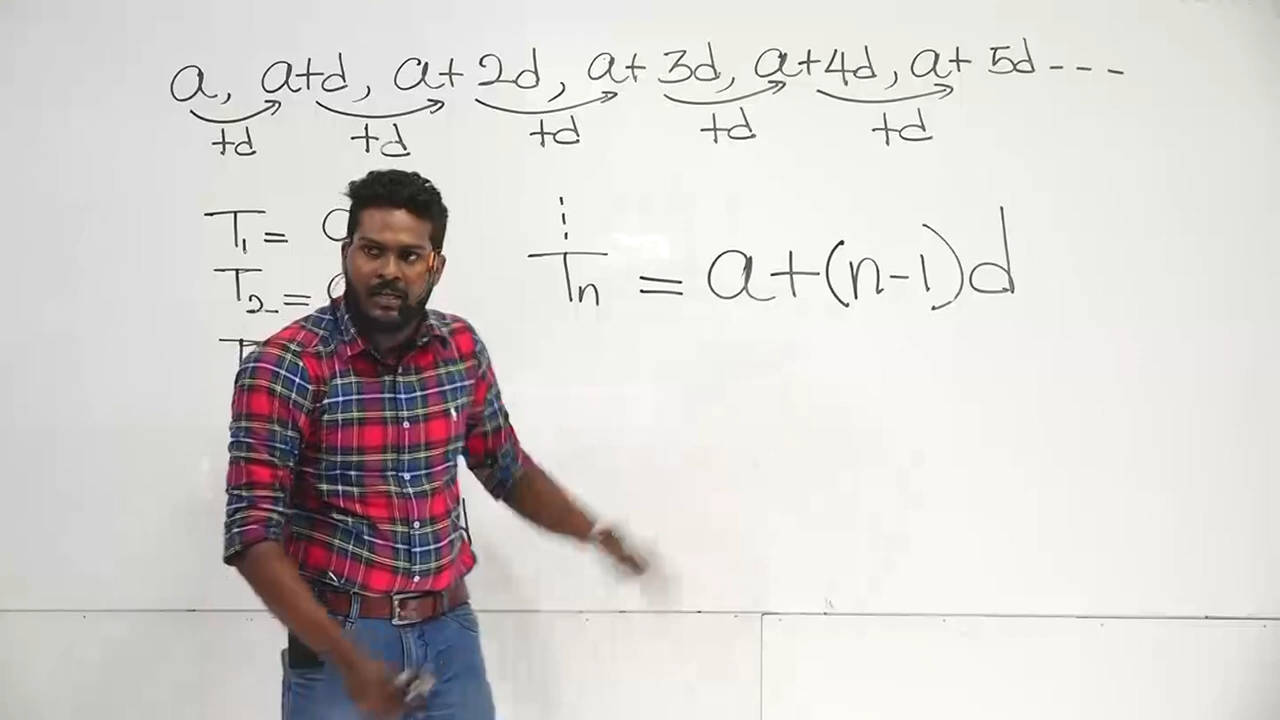 a, a+d, a+2d, a+3d, a+4d, a+5d ---
+d +d +d +d +d
T₁ =
T₂ =
Tₙ = a+(n-1)d